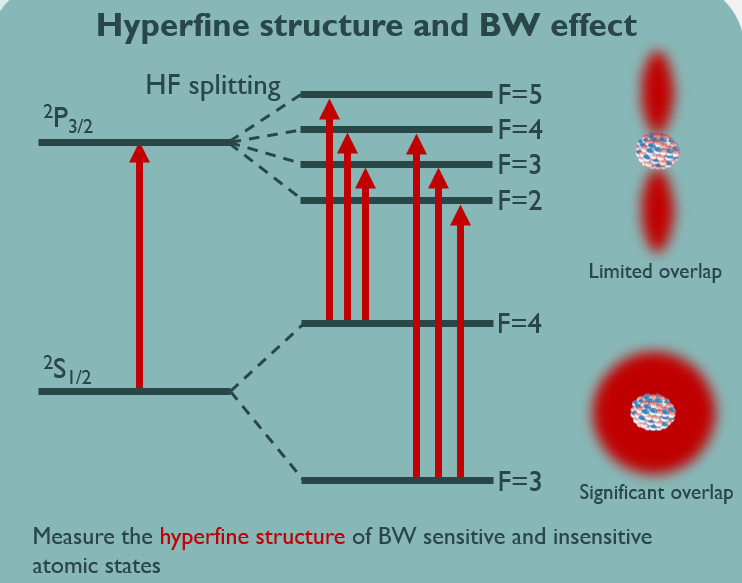 Hyperfine structure and BW effect
HF splitting
²P₃/₂
F=5
F=4
F=3
F=2
Limited overlap
F=4
²S₁/₂
F=3
Significant overlap
Measure the hyperfine structure of BW sensitive and insensitive
atomic states